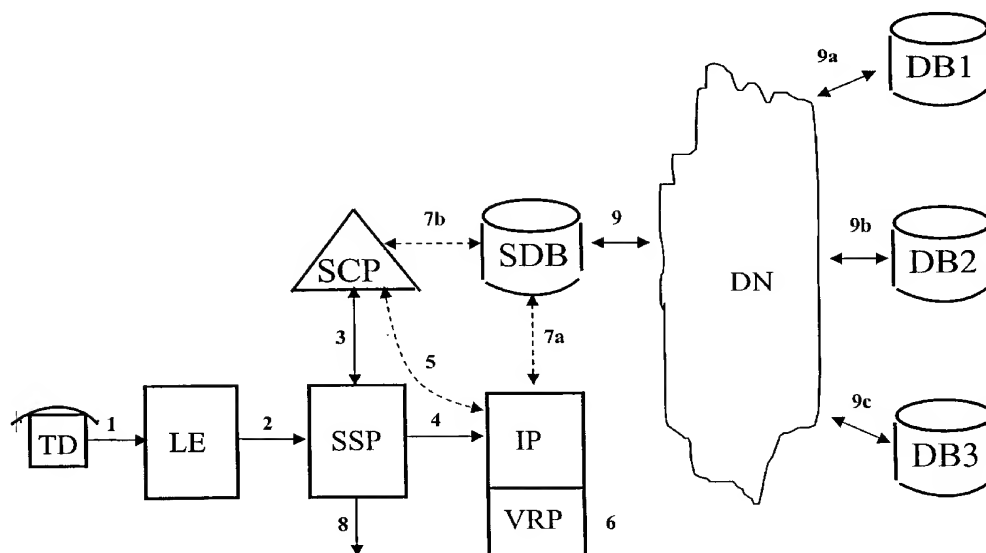 DB1
9a
7b
9
9b
SCP
SDB
DN
DB2
3
5
7a
9c
TD
1
LE
2
SSP
4
IP
DB3
8
VRP
6